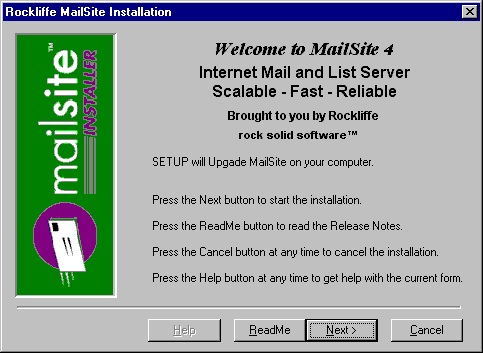 Rockliffe MailSite Installation
mailsite™
INSTALLER
Welcome to MailSite 4
Internet Mail and List Server
Scalable - Fast - Reliable
Brought to you by Rockliffe
rock solid software™
SETUP will Upgade MailSite on your computer.
Press the Next button to start the installation.
Press the ReadMe button to read the Release Notes.
Press the Cancel button at any time to cancel the installation.
Press the Help button at any time to get help with the current form.
Help
ReadMe
Next >
Cancel